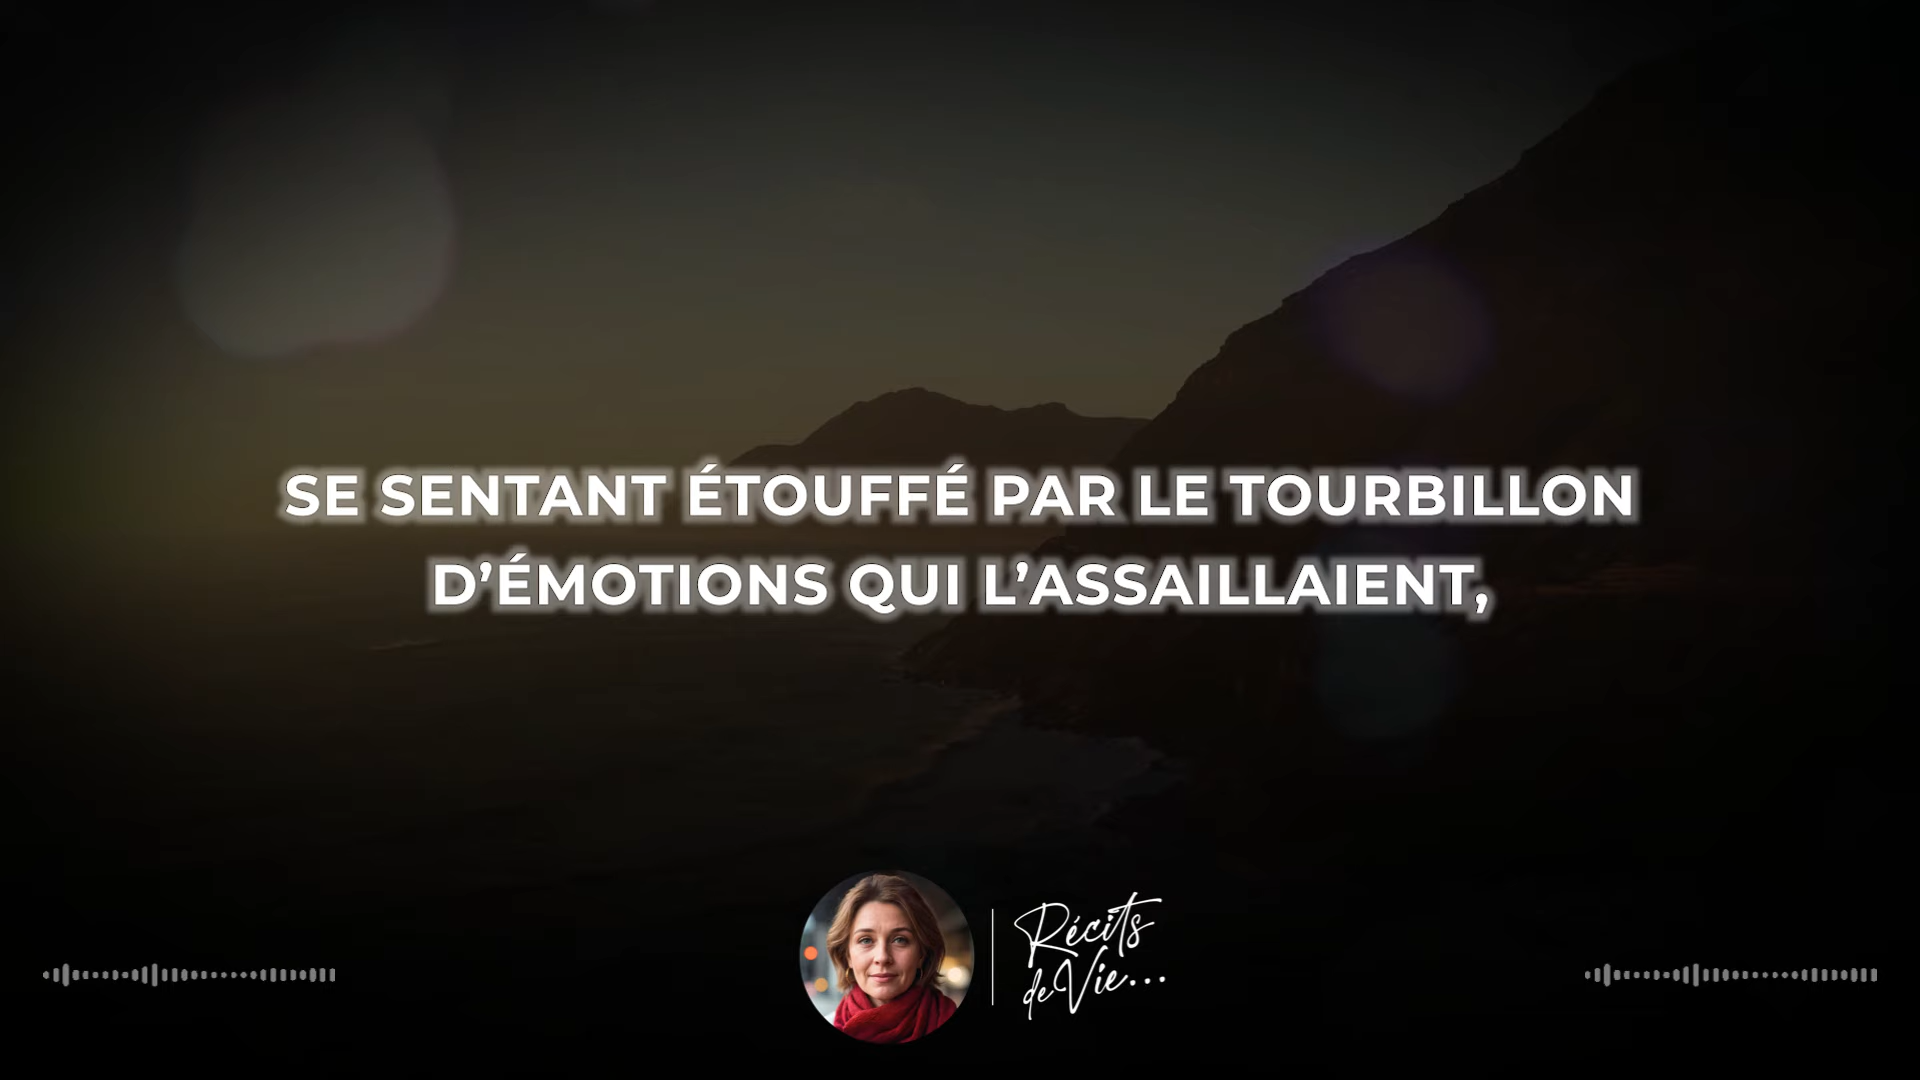 SE SENTANT ÉTOUFFÉ PAR LE TOURBILLON
D’ÉMOTIONS QUI L’ASSAILLAIENT,
Récits
de Vie...